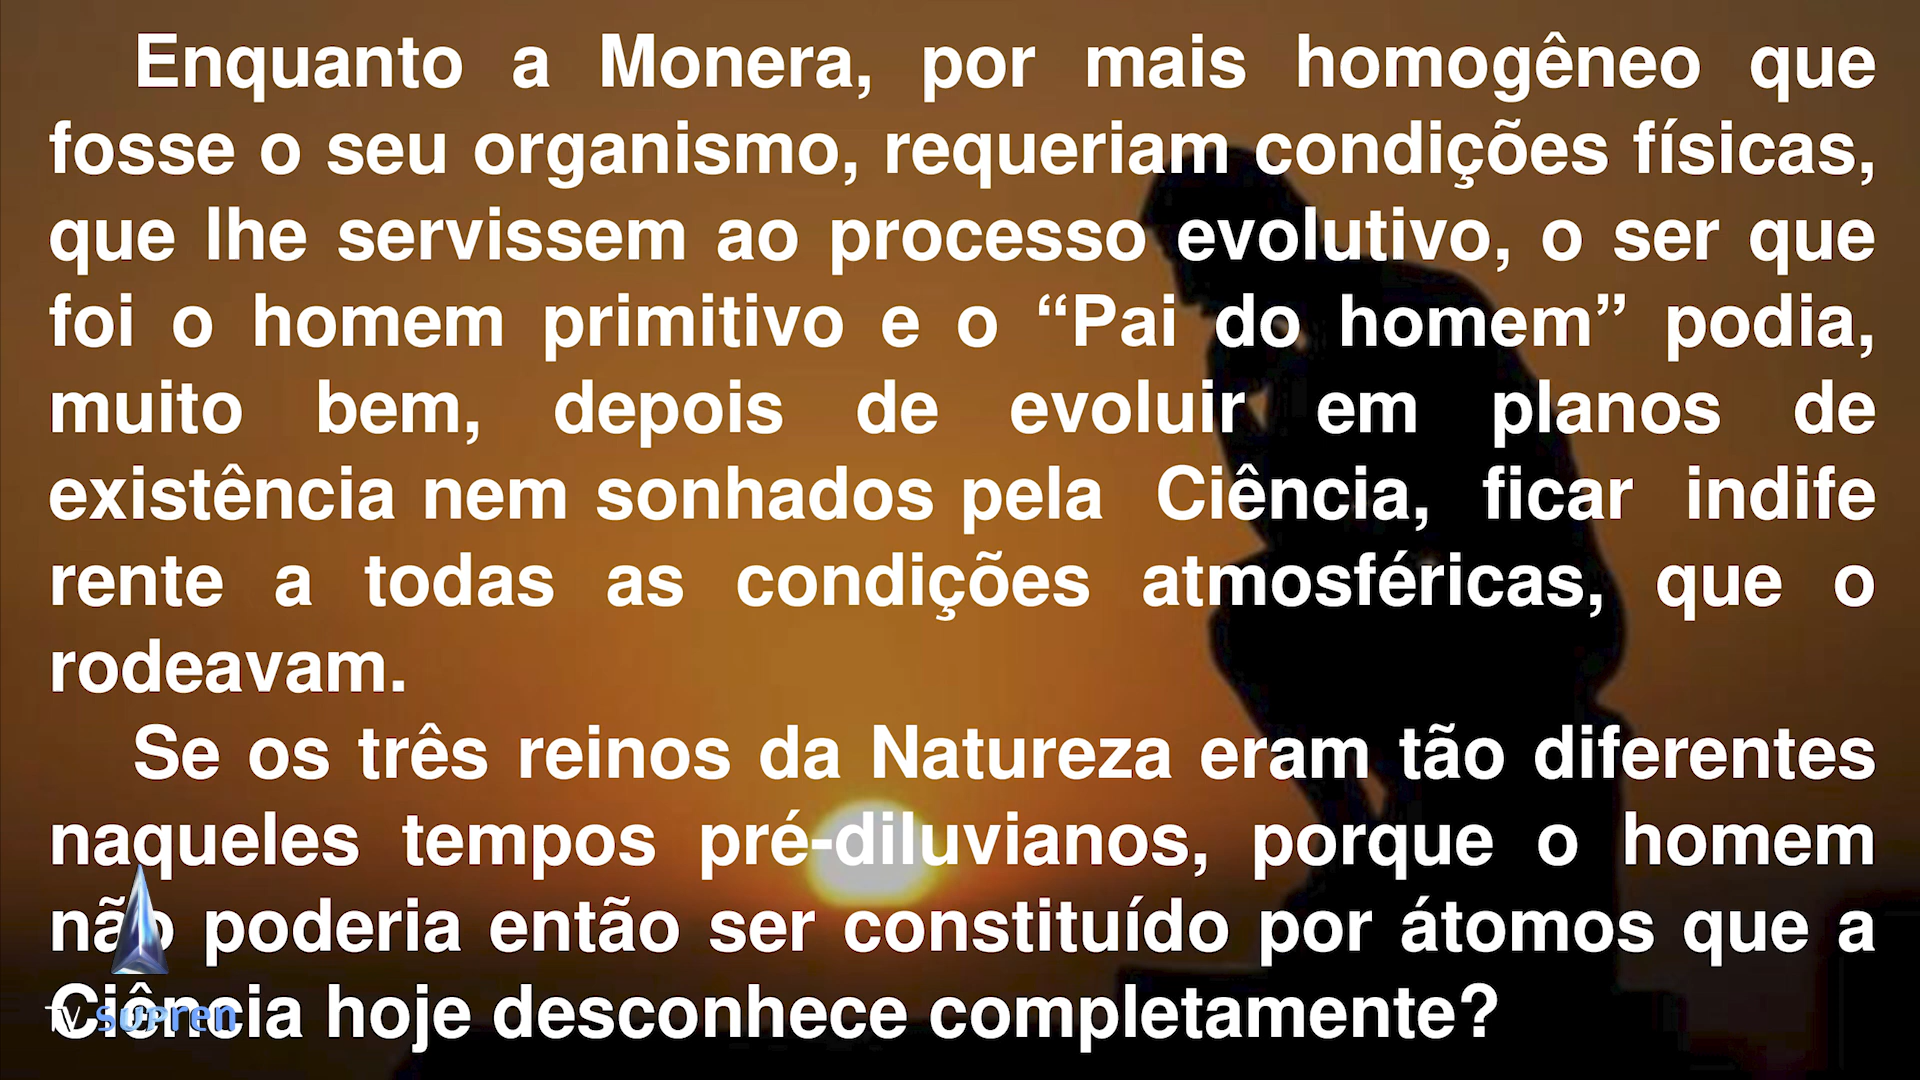 Enquanto a Monera, por mais homogêneo que
fosse o seu organismo, requeriam condições físicas,
que lhe servissem ao processo evolutivo, o ser que
foi o homem primitivo e o “Pai do homem” podia,
muito bem, depois de evoluir em planos de
existência nem sonhados pela Ciência, ficar indife
rente a todas as condições atmosféricas, que o
rodeavam.
Se os três reinos da Natureza eram tão diferentes
naqueles tempos pré-diluvianos, porque o homem
não poderia então ser constituído por átomos que a
Ciência hoje desconhece completamente?
TV supren